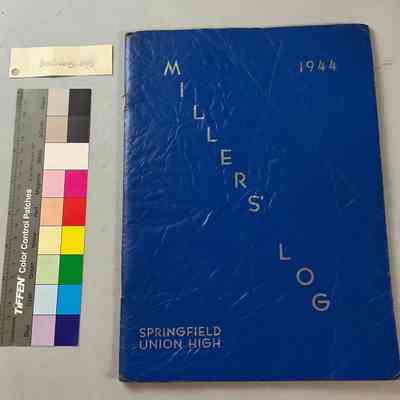 1944
MILLERS' LOG
SPRINGFIELD
UNION HIGH
TIFFEN Color Control Patches